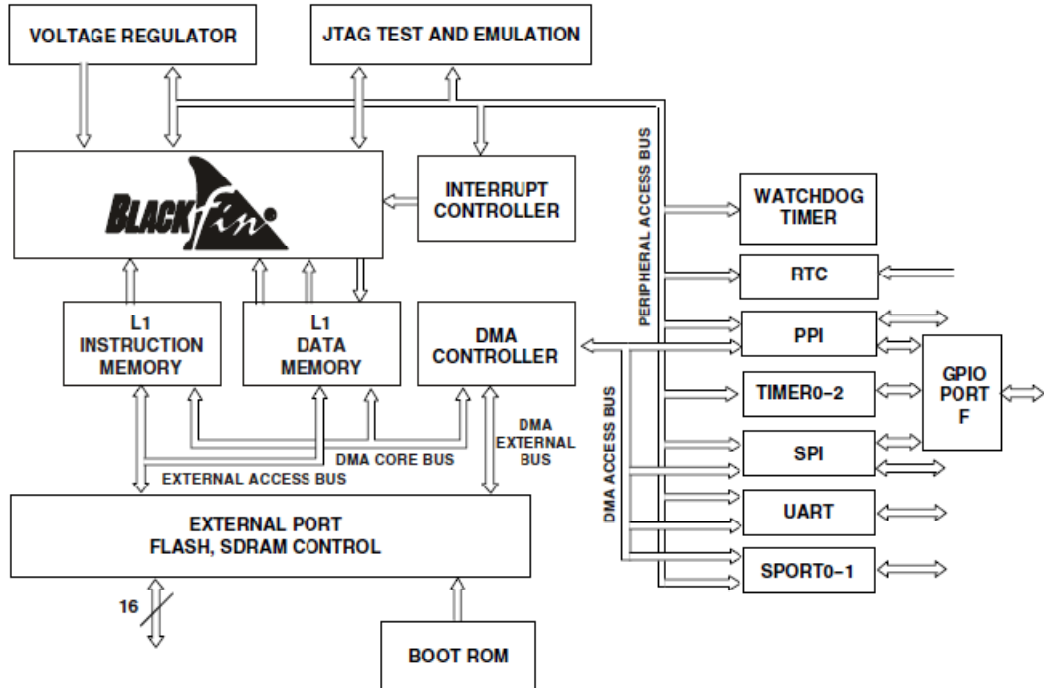 VOLTAGE REGULATOR
JTAG TEST AND EMULATION
BLACKfin®
INTERRUPT
CONTROLLER
PERIPHERAL ACCESS BUS
WATCHDOG
TIMER
RTC
L1
INSTRUCTION
MEMORY
L1
DATA
MEMORY
DMA
CONTROLLER
PPI
GPIO
PORT
F
TIMER0-2
DMA
EXTERNAL
BUS
DMA CORE BUS
EXTERNAL ACCESS BUS
DMA ACCESS BUS
SPI
UART
SPORT0-1
EXTERNAL PORT
FLASH, SDRAM CONTROL
16
BOOT ROM